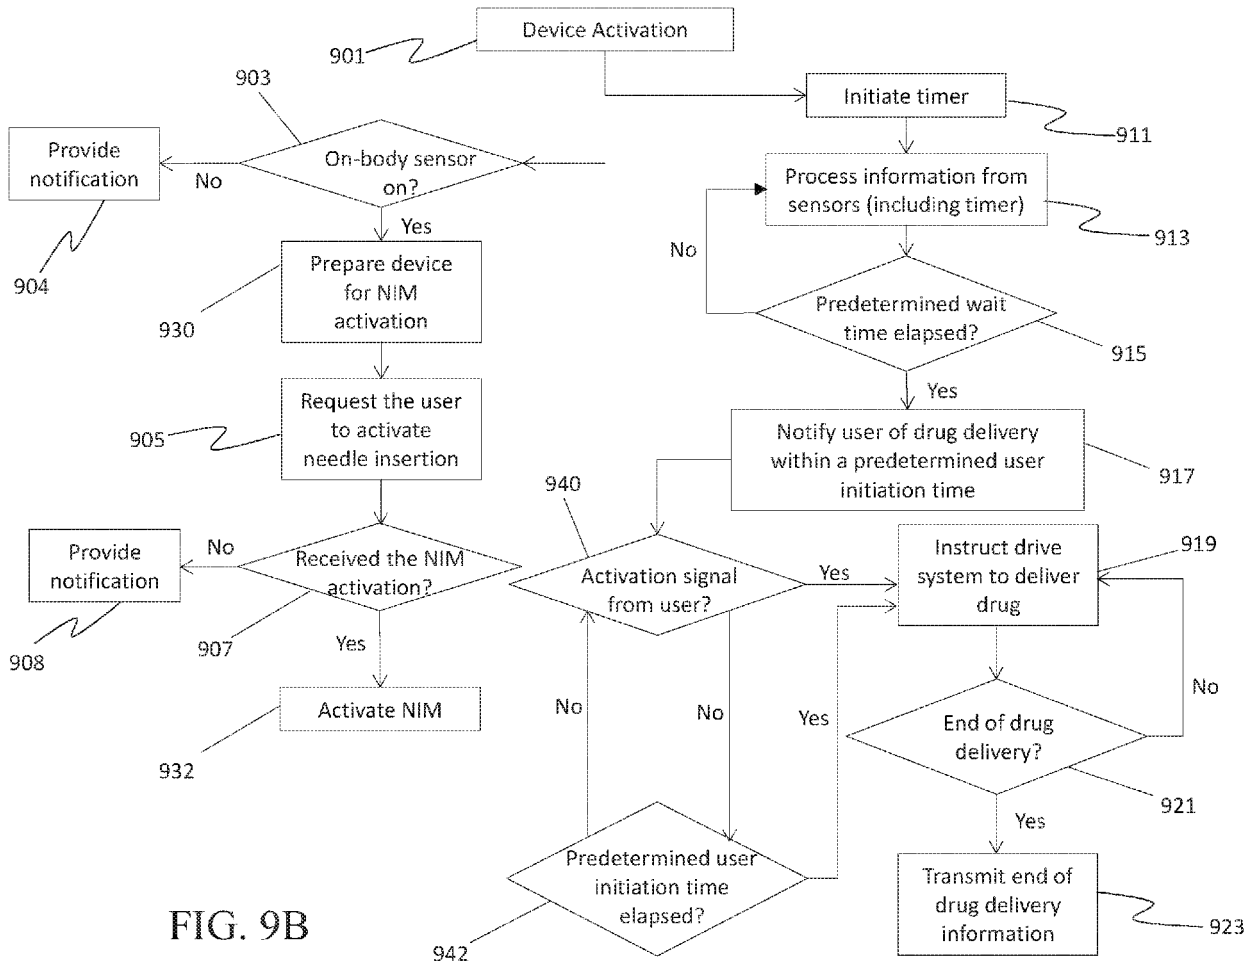 Device Activation
901
903
Initiate timer
911
Provide
notification
904
No
On-body sensor
on?
Yes
Process information from
sensors (including timer)
913
No
Prepare device
for NIM
activation
930
Predetermined wait
time elapsed?
915
Yes
Request the user
to activate
needle insertion
905
Notify user of drug delivery
within a predetermined user
initiation time
917
940
Provide
notification
908
No
Received the NIM
activation?
907
Yes
Activation signal
from user?
Yes
Instruct drive
system to deliver
drug
919
No
Activate NIM
932
No
No
Yes
End of drug
delivery?
921
Yes
Predetermined user
initiation time
elapsed?
942
Transmit end of
drug delivery
information
923
FIG. 9B